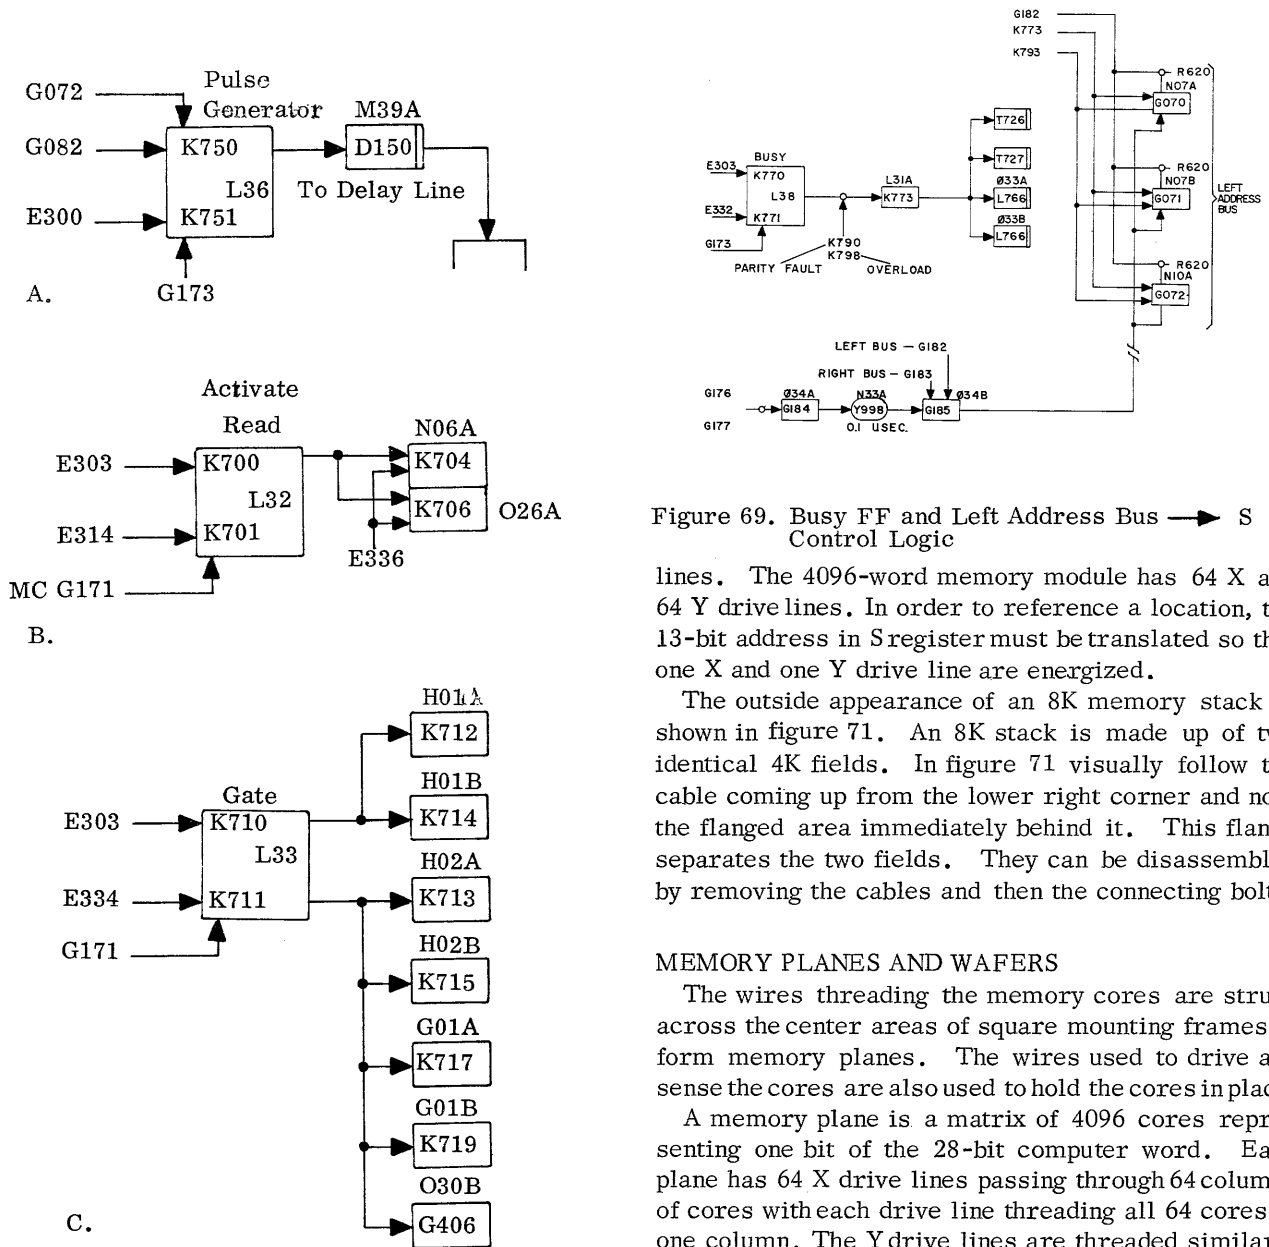 G072
Pulse
Generator
M39A
G082
K750
D150
L36
To Delay Line
E300
K751
A.
G173
Activate
Read
N06A
E303
K700
K704
L32
K706
O26A
E314
K701
E336
MC G171
B.
H01A
K712
Gate
H01B
E303
K710
K714
L33
H02A
E334
K711
K713
G171
H02B
K715
G01A
K717
G01B
K719
O30B
C.
G406
G182
K773
K793
R620
N07A
G070
T726
BUSY
T727
E303
K770
L31A
Ø33A
R620
N07B
L38
K773
L766
G071
LEFT
ADDRESS
BUS
E332
K771
Ø33B
G173
K790
L766
K798
PARITY FAULT
OVERLOAD
R620
N10A
G072
LEFT BUS — G182
RIGHT BUS — G183
G176
Ø34A
N33A
Ø34B
G184
Y998
G185
G177
0.1 USEC.
Figure 69. Busy FF and Left Address Bus → S
Control Logic
lines. The 4096-word memory module has 64 X a
64 Y drive lines. In order to reference a location, t
13-bit address in S register must be translated so th
one X and one Y drive line are energized.
The outside appearance of an 8K memory stack
shown in figure 71. An 8K stack is made up of tw
identical 4K fields. In figure 71 visually follow t
cable coming up from the lower right corner and no
the flanged area immediately behind it. This flan
separates the two fields. They can be disassembl
by removing the cables and then the connecting bolt
MEMORY PLANES AND WAFERS
The wires threading the memory cores are stru
across the center areas of square mounting frames
form memory planes. The wires used to drive a
sense the cores are also used to hold the cores in plac
A memory plane is a matrix of 4096 cores repr
senting one bit of the 28-bit computer word. Ea
plane has 64 X drive lines passing through 64 colum
of cores with each drive line threading all 64 cores
one column. The Y drive lines are threaded similar